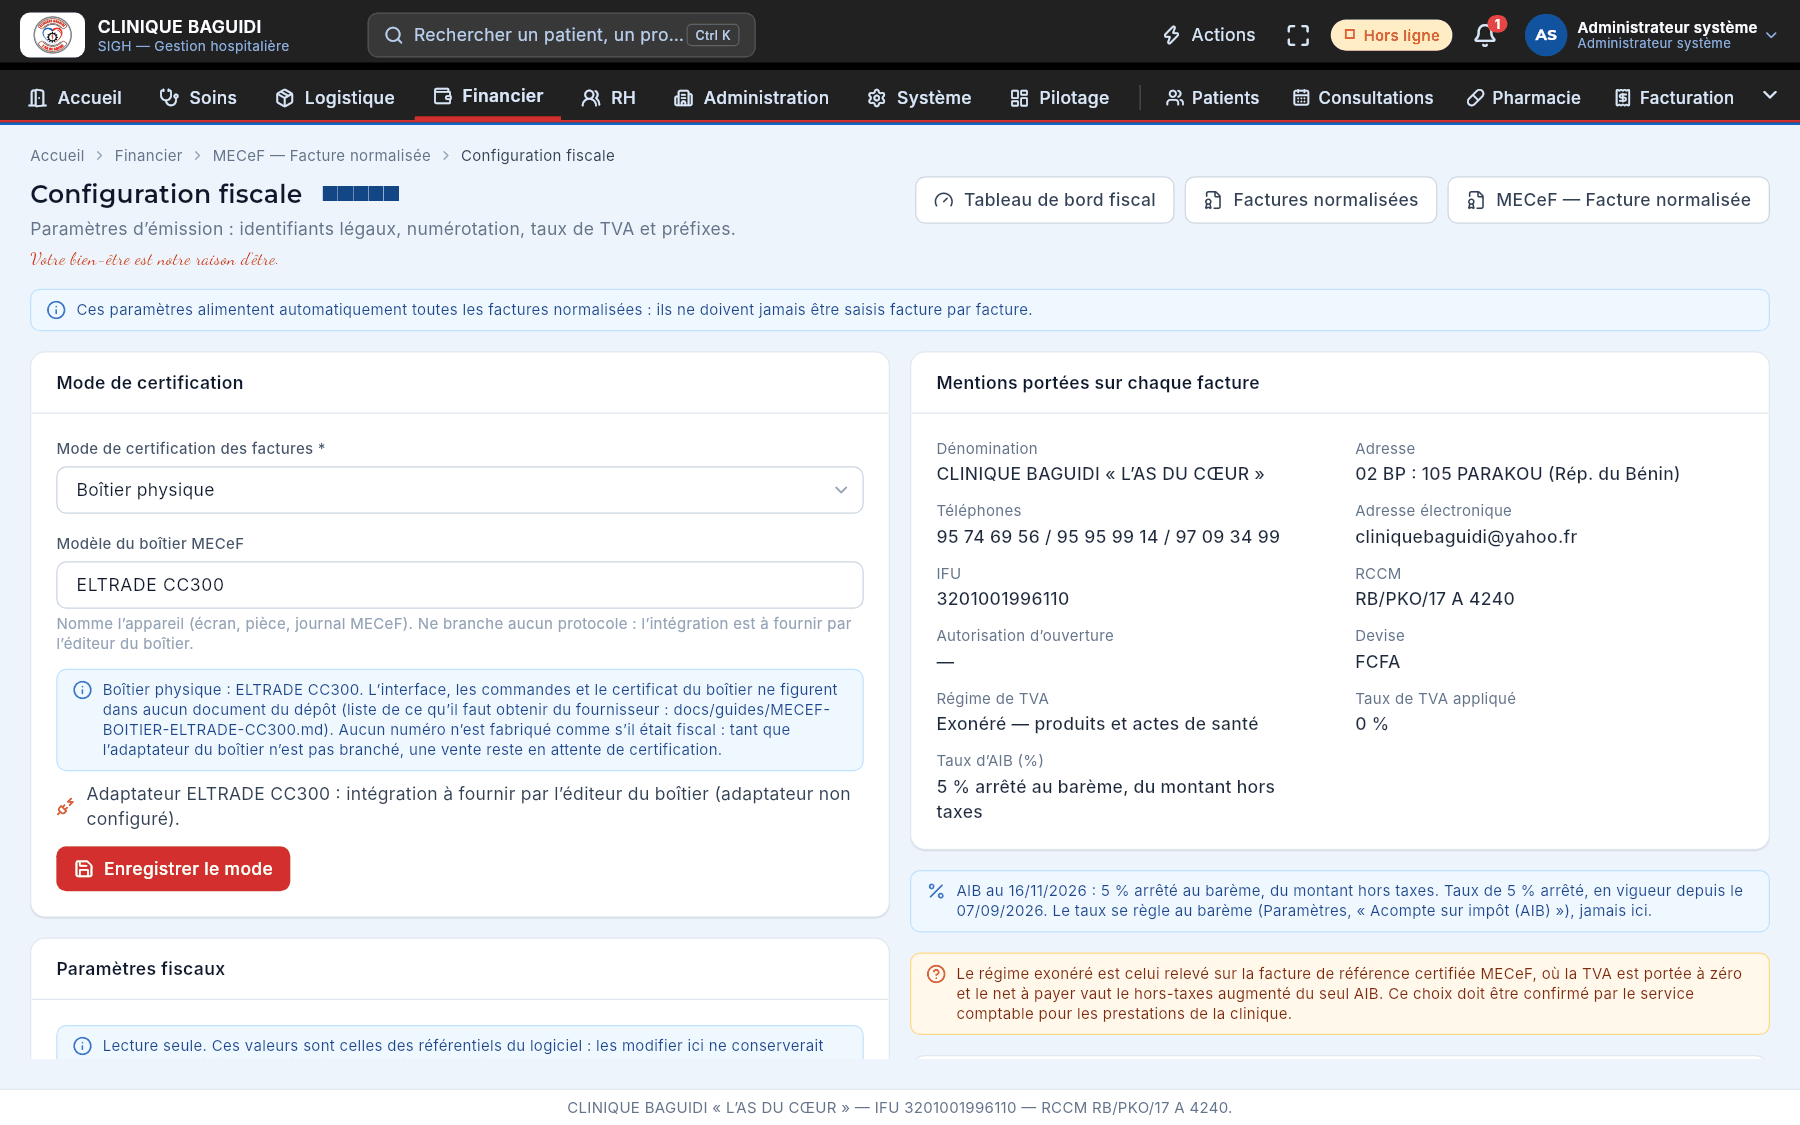 CLINIQUE BAGUIDI
SIGH — Gestion hospitalière
Rechercher un patient, un pro... Ctrl K
Actions
Hors ligne
1
AS
Administrateur système
Administrateur système
Accueil
Soins
Logistique
Financier
RH
Administration
Système
Pilotage
Patients
Consultations
Pharmacie
Facturation
Accueil > Financier > MECeF — Facture normalisée > Configuration fiscale
Configuration fiscale
Tableau de bord fiscal
Factures normalisées
MECeF — Facture normalisée
Paramètres d’émission : identifiants légaux, numérotation, taux de TVA et préfixes.
Votre bien-être est notre raison d'être.
Ces paramètres alimentent automatiquement toutes les factures normalisées : ils ne doivent jamais être saisis facture par facture.
Mode de certification
Mode de certification des factures *
Boîtier physique
Modèle du boîtier MECeF
ELTRADE CC300
Nomme l’appareil (écran, pièce, journal MECeF). Ne branche aucun protocole : l’intégration est à fournir par
l’éditeur du boîtier.
Boîtier physique : ELTRADE CC300. L’interface, les commandes et le certificat du boîtier ne figurent
dans aucun document du dépôt (liste de ce qu’il faut obtenir du fournisseur : docs/guides/MECEF-
BOITIER-ELTRADE-CC300.md). Aucun numéro n’est fabriqué comme s’il était fiscal : tant que
l’adaptateur du boîtier n’est pas branché, une vente reste en attente de certification.
Adaptateur ELTRADE CC300 : intégration à fournir par l’éditeur du boîtier (adaptateur non
configuré).
Enregistrer le mode
Paramètres fiscaux
Lecture seule. Ces valeurs sont celles des référentiels du logiciel : les modifier ici ne conserverait
Mentions portées sur chaque facture
Dénomination
CLINIQUE BAGUIDI « L’AS DU CŒUR »
Adresse
02 BP : 105 PARAKOU (Rép. du Bénin)
Téléphones
95 74 69 56 / 95 95 99 14 / 97 09 34 99
Adresse électronique
cliniquebaguidi@yahoo.fr
IFU
3201001996110
RCCM
RB/PKO/17 A 4240
Autorisation d’ouverture
—
Devise
FCFA
Régime de TVA
Exonéré — produits et actes de santé
Taux de TVA appliqué
0 %
Taux d’AIB (%)
5 % arrêté au barème, du montant hors
taxes
AIB au 16/11/2026 : 5 % arrêté au barème, du montant hors taxes. Taux de 5 % arrêté, en vigueur depuis le
07/09/2026. Le taux se règle au barème (Paramètres, « Acompte sur impôt (AIB) »), jamais ici.
Le régime exonéré est celui relevé sur la facture de référence certifiée MECeF, où la TVA est portée à zéro
et le net à payer vaut le hors-taxes augmenté du seul AIB. Ce choix doit être confirmé par le service
comptable pour les prestations de la clinique.
CLINIQUE BAGUIDI « L’AS DU CŒUR » — IFU 3201001996110 — RCCM RB/PKO/17 A 4240.